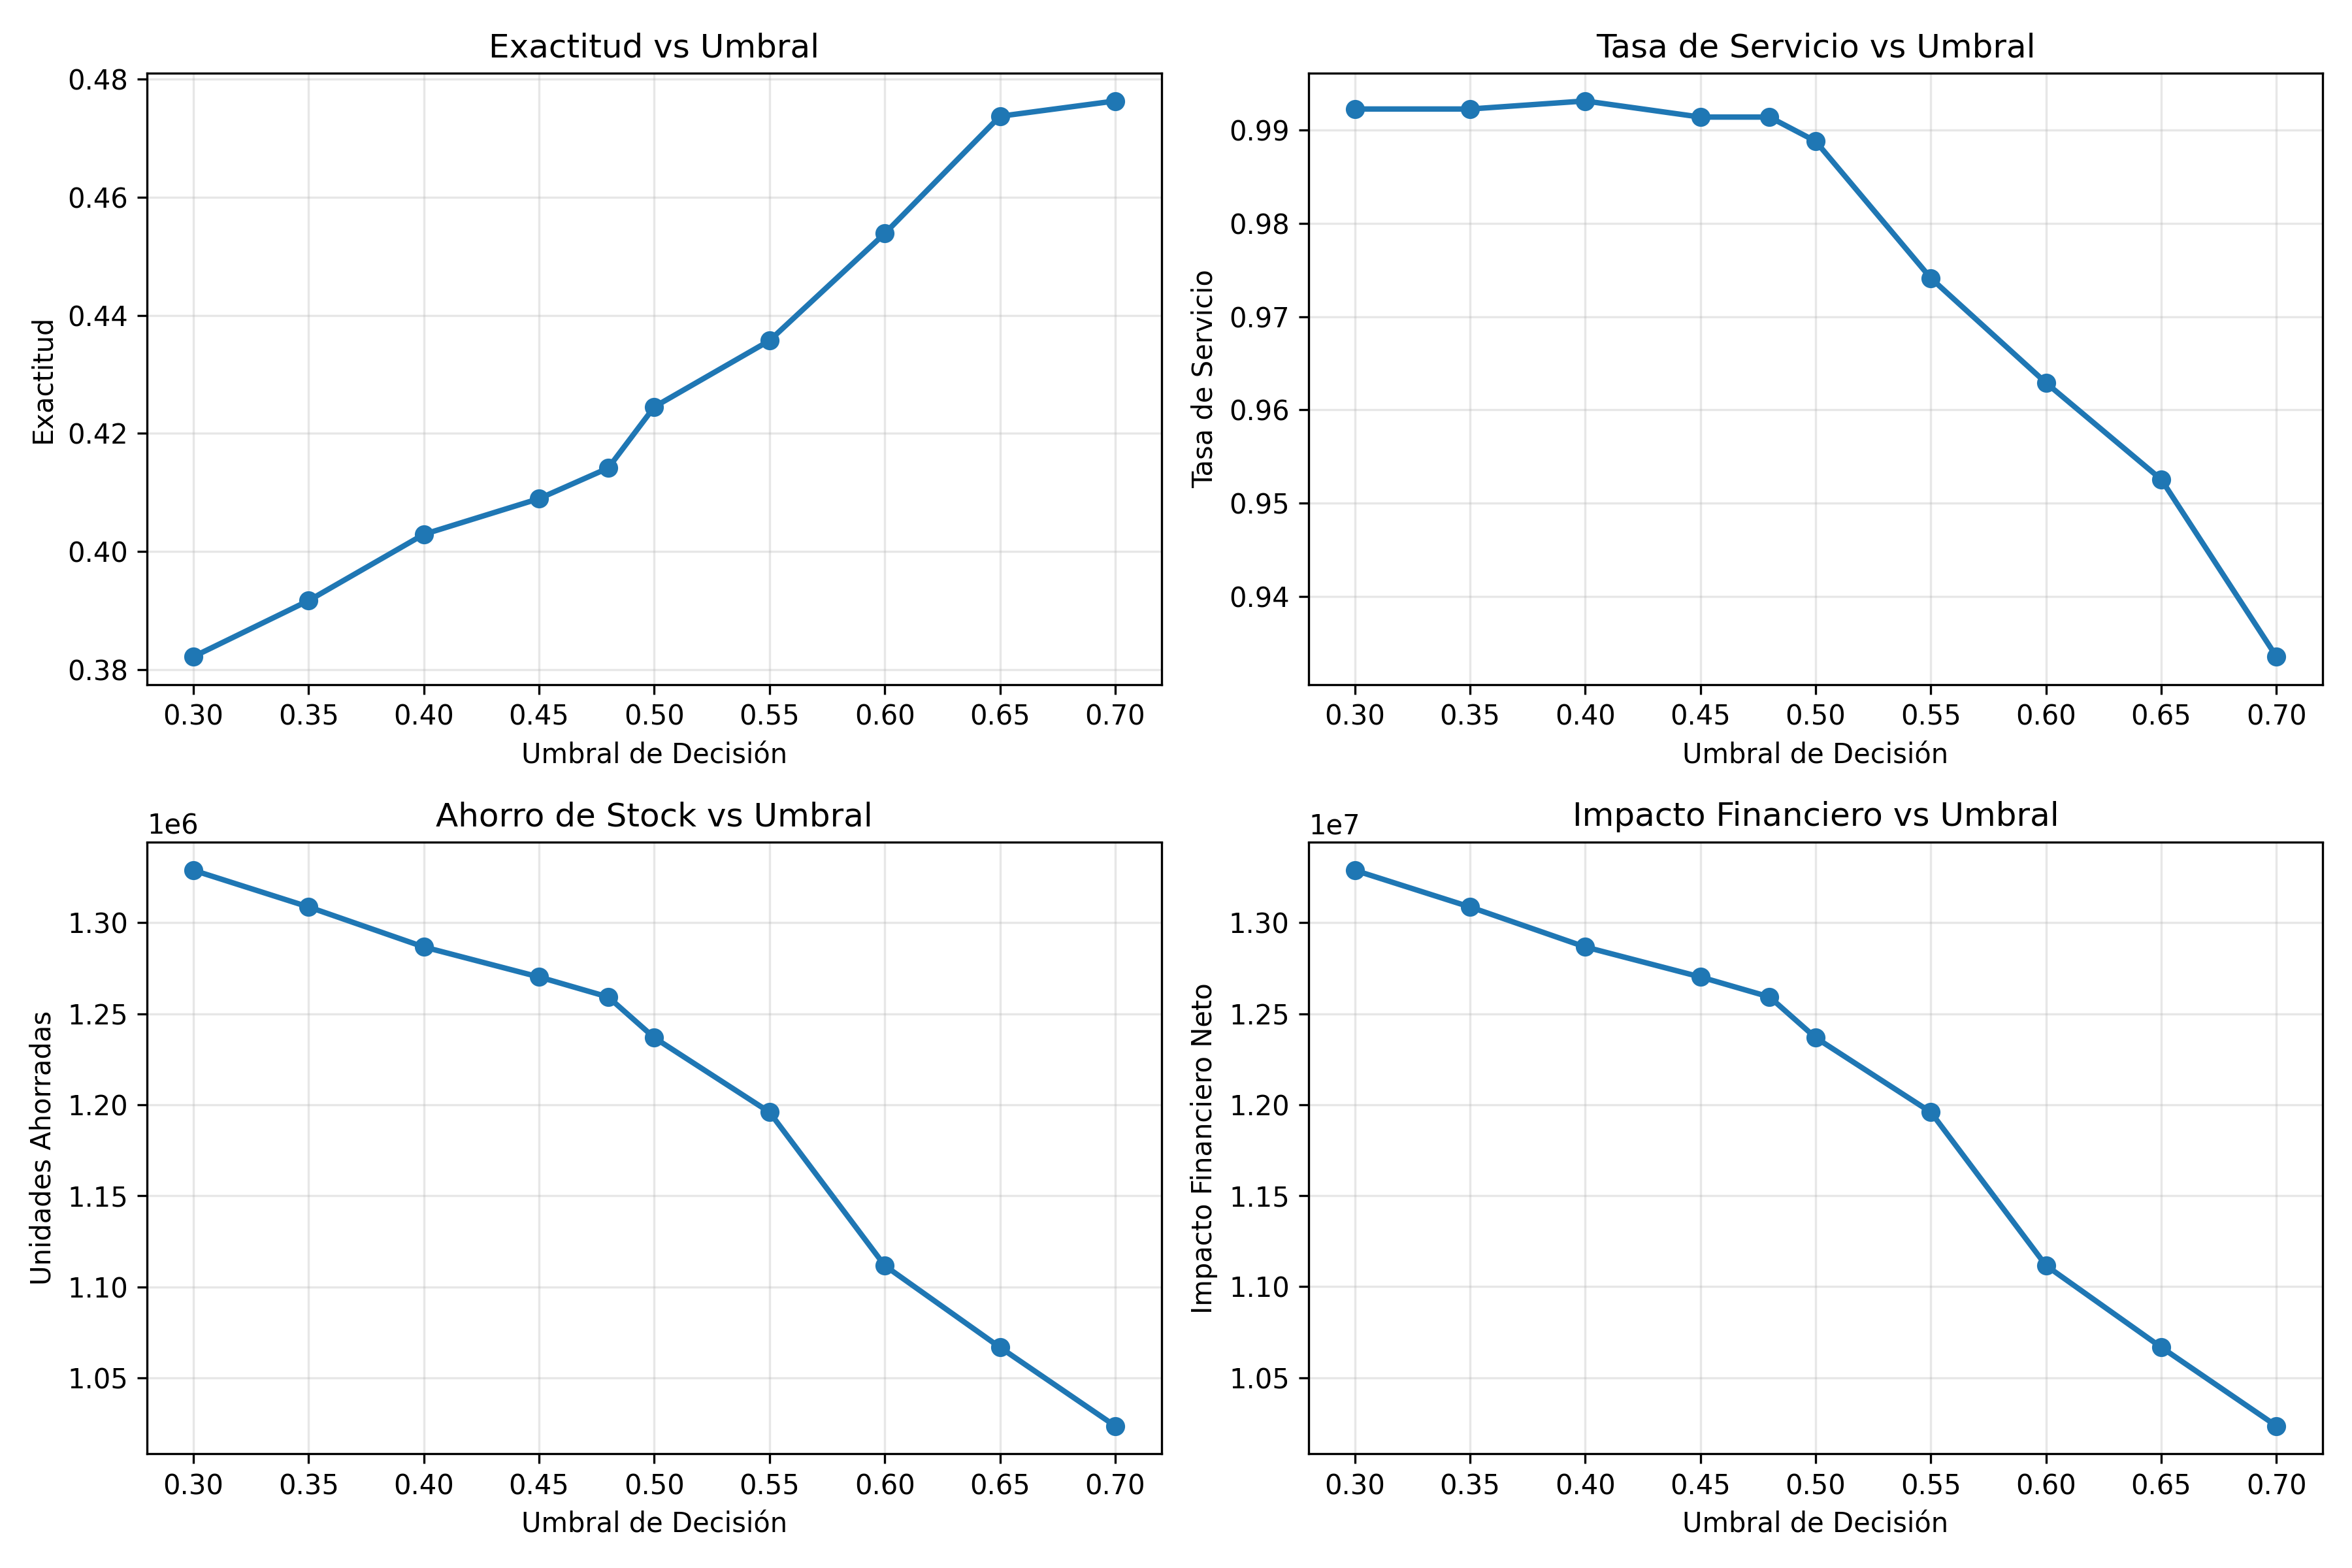 Exactitud vs Umbral
Exactitud
0.48
0.46
0.44
0.42
0.40
0.38
0.30 0.35 0.40 0.45 0.50 0.55 0.60 0.65 0.70
Umbral de Decisión
Tasa de Servicio vs Umbral
Tasa de Servicio
0.99
0.98
0.97
0.96
0.95
0.94
0.30 0.35 0.40 0.45 0.50 0.55 0.60 0.65 0.70
Umbral de Decisión
1e6
Ahorro de Stock vs Umbral
Unidades Ahorradas
1.30
1.25
1.20
1.15
1.10
1.05
0.30 0.35 0.40 0.45 0.50 0.55 0.60 0.65 0.70
Umbral de Decisión
1e7
Impacto Financiero vs Umbral
Impacto Financiero Neto
1.30
1.25
1.20
1.15
1.10
1.05
0.30 0.35 0.40 0.45 0.50 0.55 0.60 0.65 0.70
Umbral de Decisión